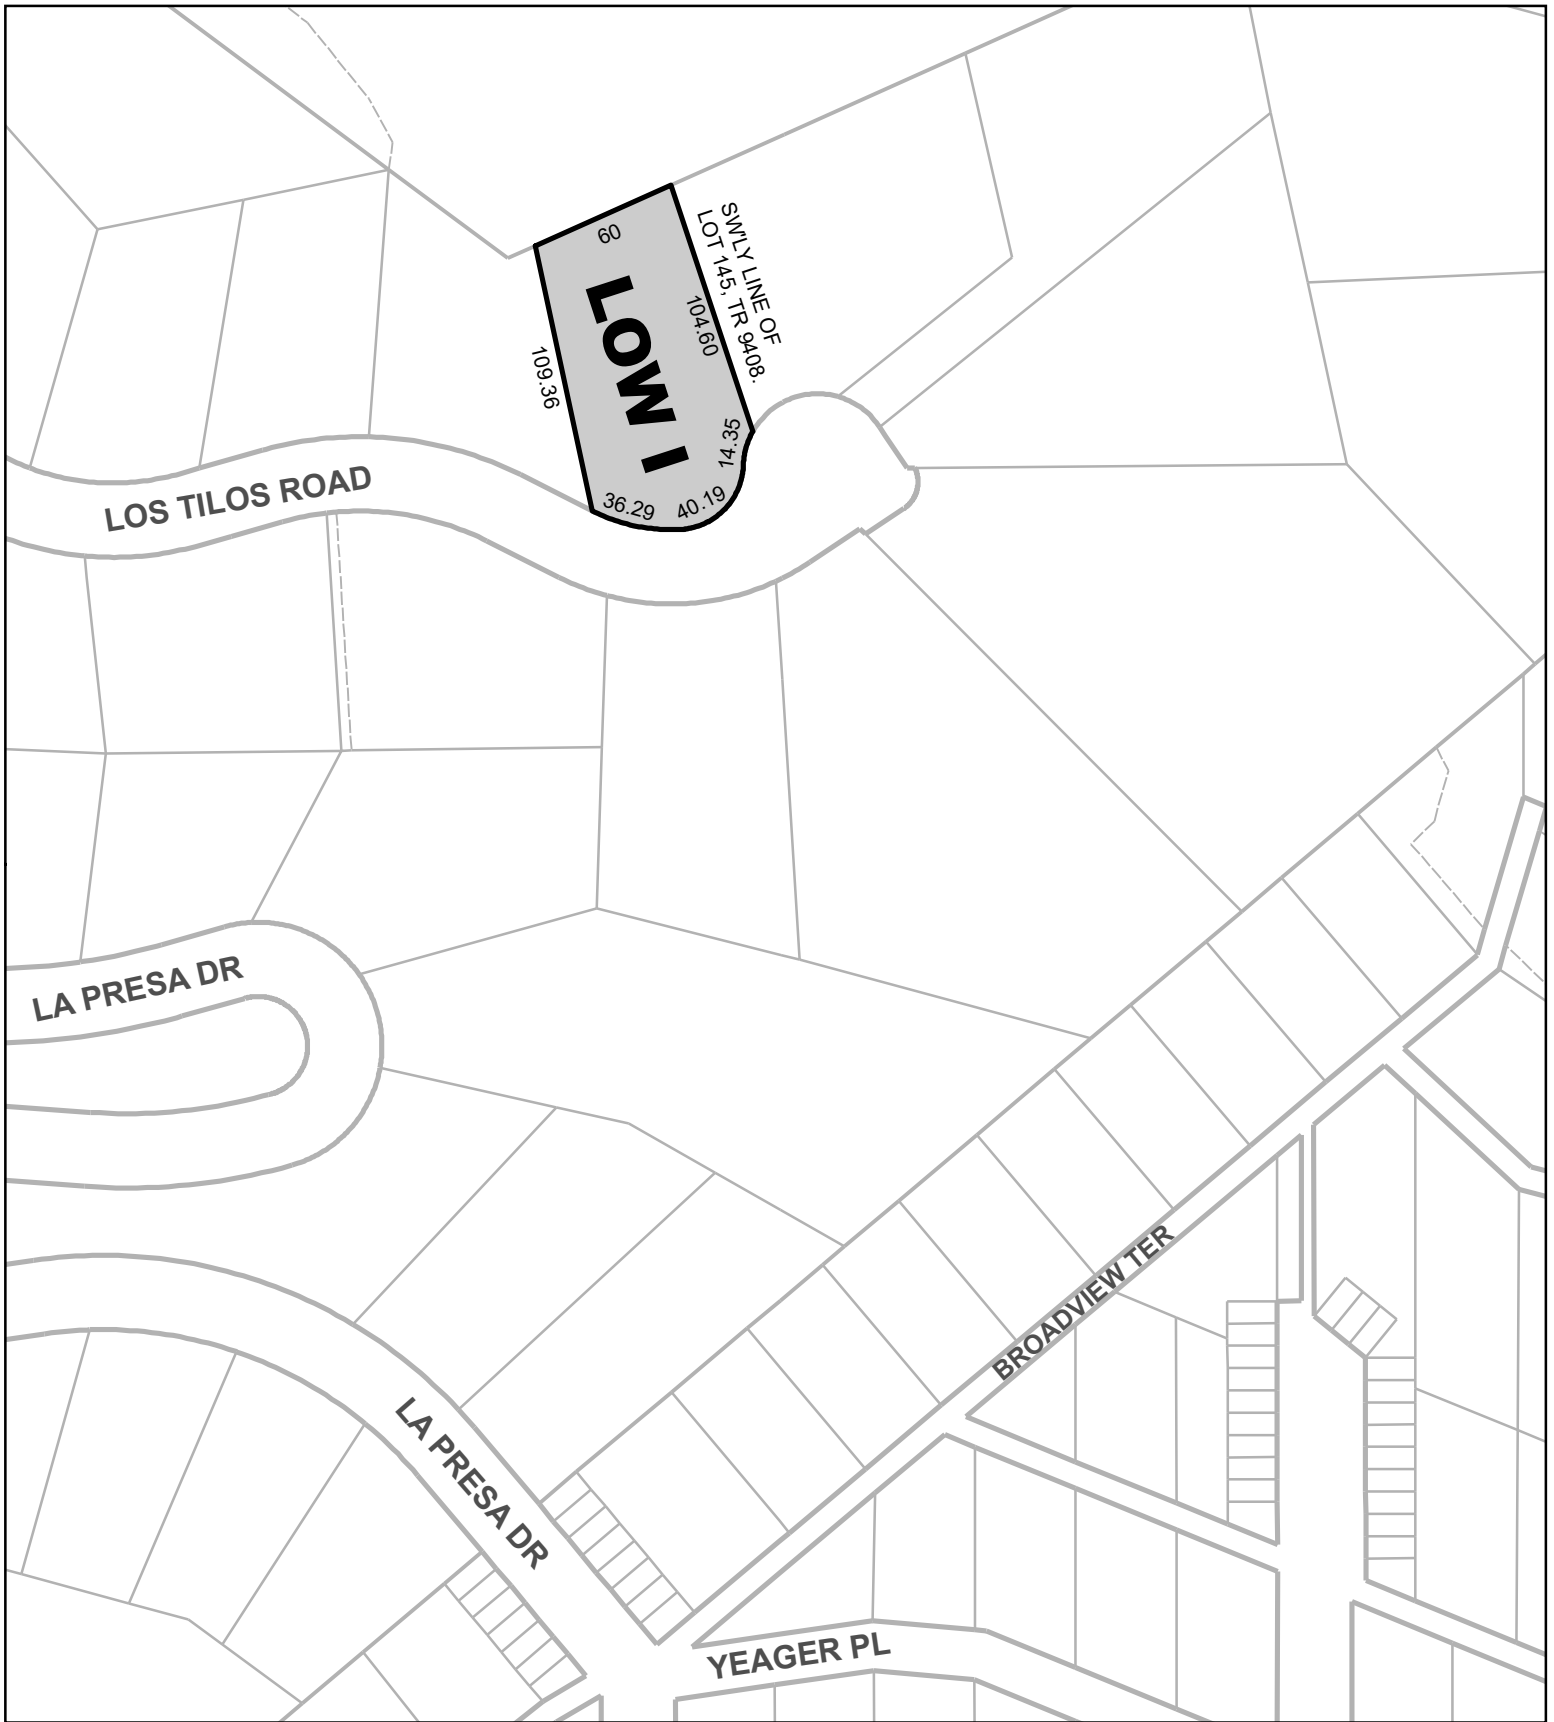 60
SW'LY LINE OF
LOT 145, TR 9408.
104.60
109.36
LOW I
14.35
36.29
40.19
LOS TILOS ROAD
LA PRESA DR
BROADVIEW TER
LA PRESA DR
YEAGER PL